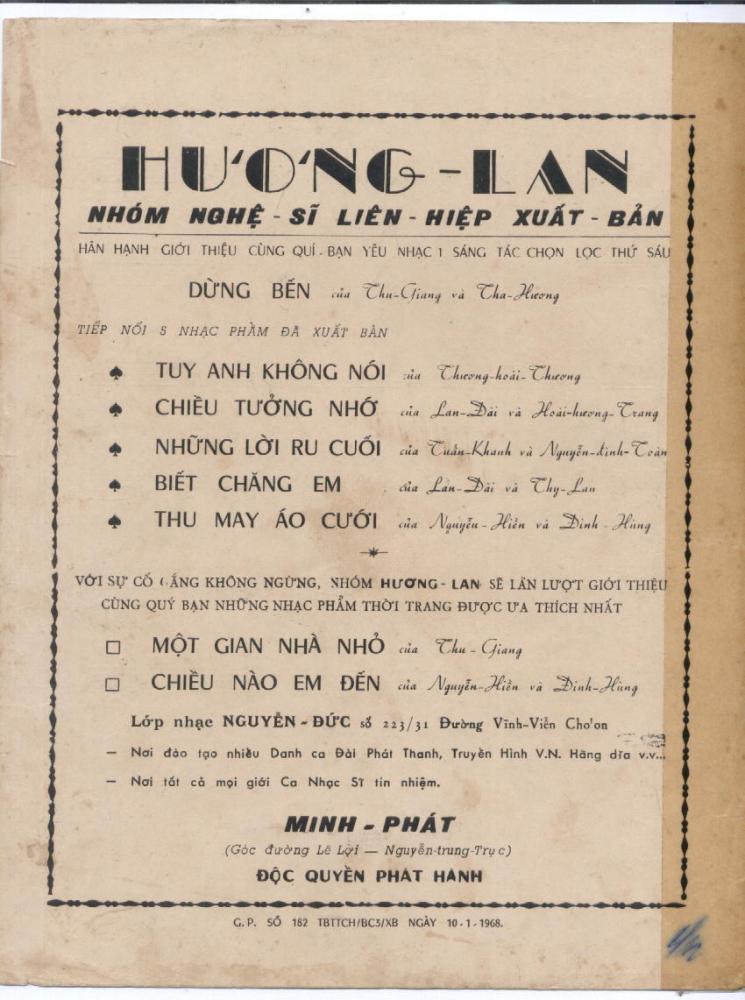 HƯƠNG-LAN
NHÓM NGHỆ-SĨ LIÊN-HIỆP XUẤT-BẢN
HÂN HẠNH GIỚI THIỆU CÙNG QUÍ-BẠN YÊU NHẠC 1 SÁNG TÁC CHỌN LỌC THỨ SÁU
DỪNG BẾN của Thu-Giang và Tha-Hương
TIẾP NỐI 5 NHẠC PHẨM ĐÃ XUẤT BẢN
♠ TUY ANH KHÔNG NÓI của Thương-hoài-Thương
♠ CHIỀU TƯỞNG NHỚ của Lan-Đài và Hoài-hương-Trang
♠ NHỮNG LỜI RU CUỐI của Tuấn-Khanh và Nguyễn-đình-Toàn
♠ BIẾT CHĂNG EM của Lan-Đài và Thy-Lan
♠ THU MAY ÁO CƯỚI của Nguyễn-Hiền và Đinh-Hùng
VỚI SỰ CỐ GẮNG KHÔNG NGỪNG, NHÓM HƯƠNG-LAN SẼ LẦN LƯỢT GIỚI THIỆU
CÙNG QUÝ BẠN NHỮNG NHẠC PHẨM THỜI TRANG ĐƯỢC ƯA THÍCH NHẤT
□ MỘT GIAN NHÀ NHỎ của Thu-Giang
□ CHIỀU NÀO EM ĐẾN của Nguyễn-Hiền và Đinh-Hùng
Lớp nhạc NGUYỄN-ĐỨC số 223/31 Đường Vĩnh-Viễn Chợ'on
— Nơi đào tạo nhiều Danh ca Đài Phát Thanh, Truyền Hình V.N. Hãng dĩa v.v...
— Nơi tất cả mọi giới Ca Nhạc Sĩ tín nhiệm.
MINH-PHÁT
(Góc đường Lê Lợi — Nguyễn-trung-Trực)
ĐỘC QUYỀN PHÁT HÀNH
G.P. SỐ 182 TBTTCH/BC3/XB NGÀY 10-1-1968.